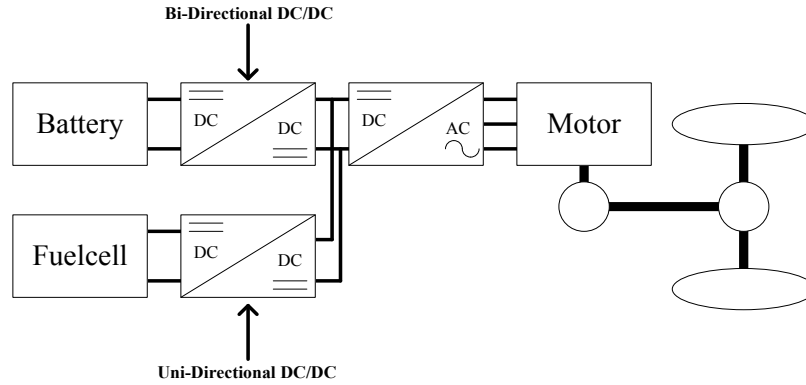 Bi-Directional DC/DC
Battery
DC
DC
DC
AC
Motor
Fuelcell
DC
DC
Uni-Directional DC/DC